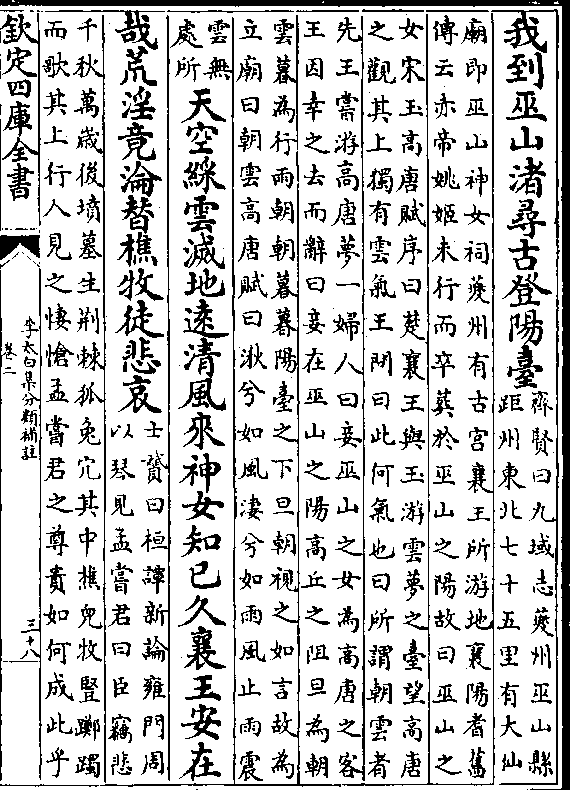 我到巫山渚尋古登陽臺
齊賢曰九域志夔州巫山縣
距州東北七十五里有大仙
廟即巫山神女祠夔州有古宮襄王所游地襄陽耆舊
傳云赤帝姚姬未行而卒葬於巫山之陽故曰巫山之
女宋玉高唐賦序曰楚襄王與玉游雲夢之臺望高唐
之觀其上獨有雲氣王問曰此何氣也曰所謂朝雲者
先王嘗游高唐夢一婦人曰妾巫山之女為高唐之客
王因幸之去而辭曰妾在巫山之陽高丘之阻旦為朝
雲暮為行雨朝朝暮暮陽臺之下旦朝視之如言故為
立廟曰朝雲高唐賦曰湫兮如風凄兮如雨風止雨震
雲無
處所
天空綵雲滅地遠清風來神女知已久襄王安在
哉荒淫竟淪替樵牧徒悲哀
士贇曰桓譚新論雍門周
以琴見孟嘗君曰臣竊悲
千秋萬歲後墳墓生荆棘狐兔穴其中樵兒牧豎躑躅
而歌其上行人見之悽愴孟嘗君之尊貴如何成此乎
欽定四庫全書
李太白集分類補註
卷二
三十八